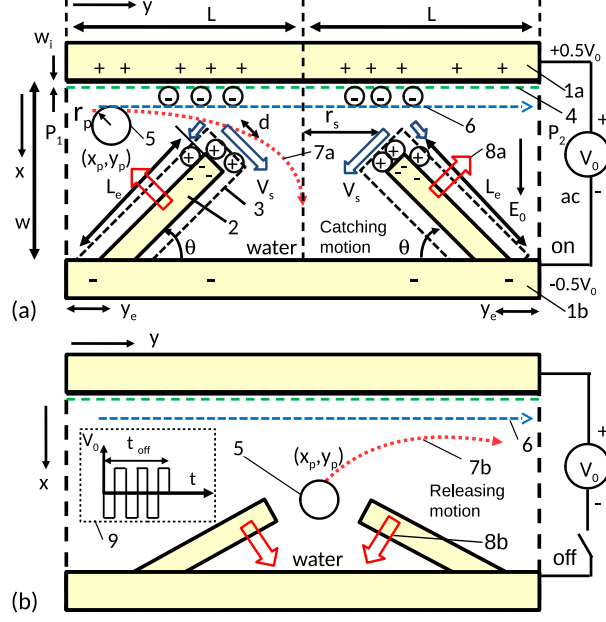 y
L
L
w_i
+0.5V_0
+ + + + + + + + + +
1a
- - - - - -
4
r_p
P_1
5
d
r_s
6
P_2
+
(x_p,y_p)
7a
8a
x
+ + + + + +
V_0
L_e
- - - -
V_s
V_s
L_e
-
w
3
E_0
ac
2
Catching
motion
θ
water
θ
on
- - - -
-0.5V_0
(a)
y_e
y_e
1b
y
x
6
V_0
t_off
5
(x_p,y_p)
+
V_0
t
7b
Releasing
motion
-
9
water
8b
off
(b)